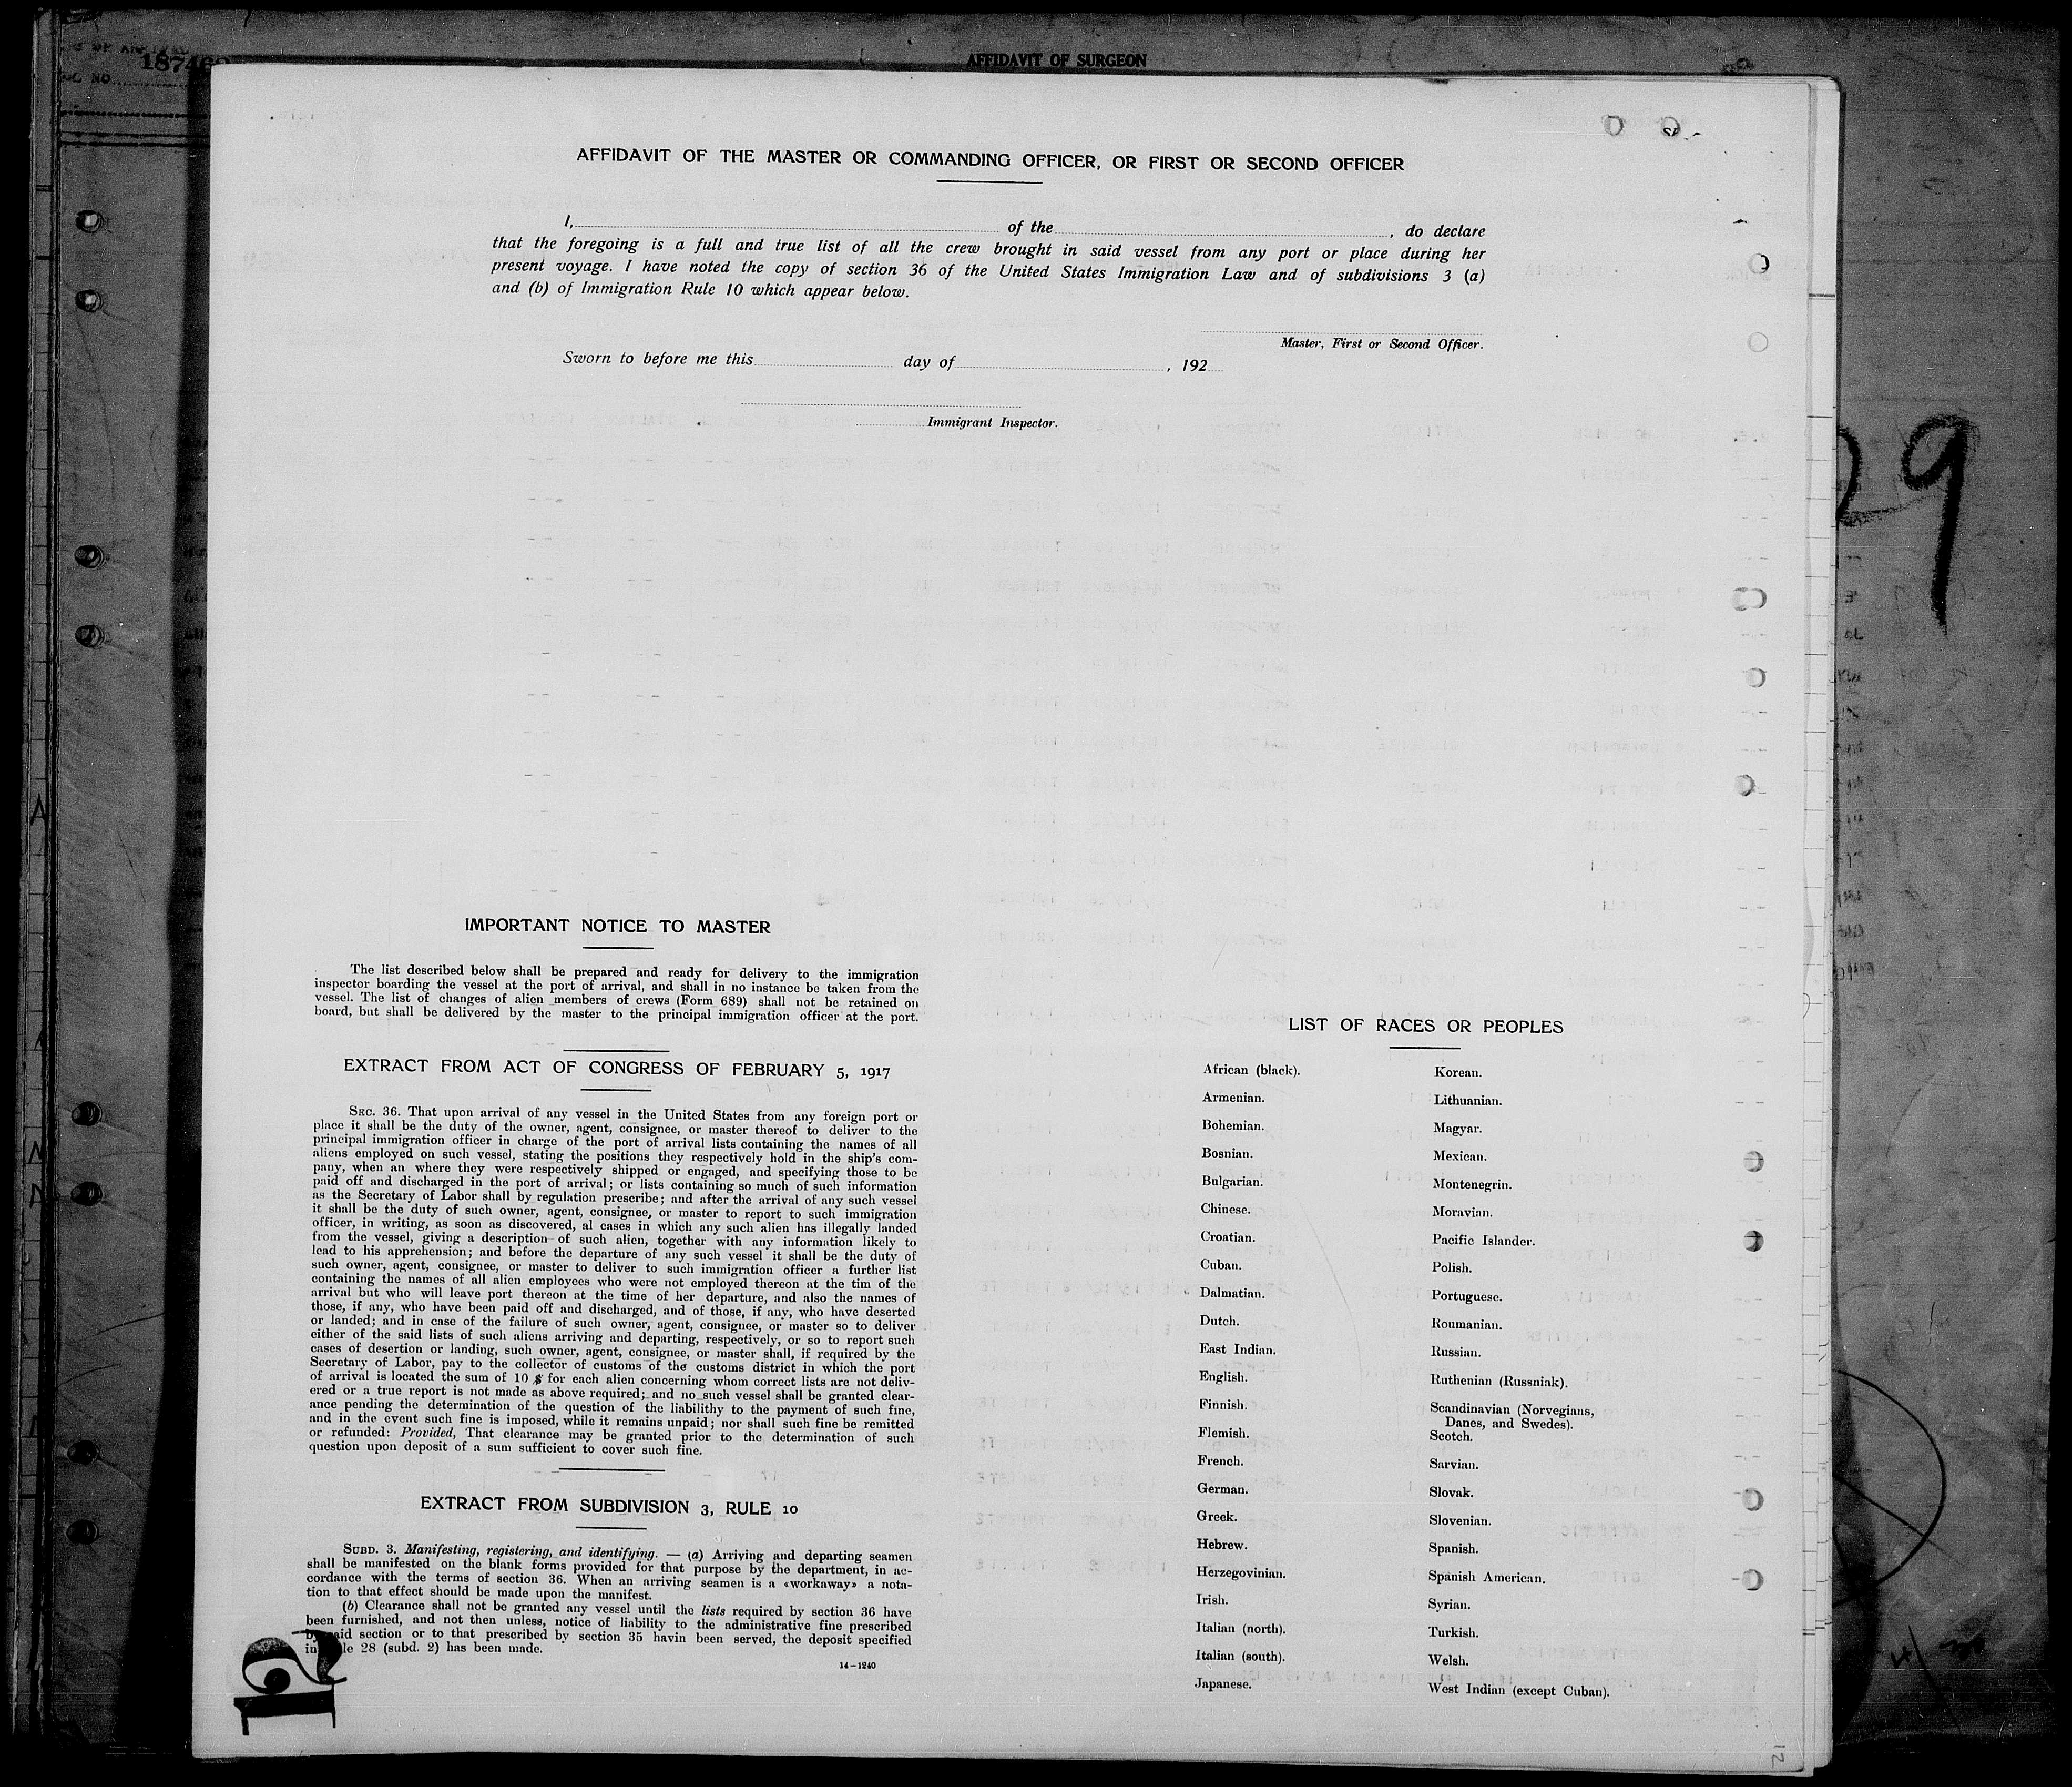 187468
AFFIDAVIT OF SURGEON
AFFIDAVIT OF THE MASTER OR COMMANDING OFFICER, OR FIRST OR SECOND OFFICER
I, of the , do declare
that the foregoing is a full and true list of all the crew brought in said vessel from any port or place during her
present voyage. I have noted the copy of section 36 of the United States Immigration Law and of subdivisions 3 (a)
and (b) of Immigration Rule 10 which appear below.
Master, First or Second Officer.
Sworn to before me this day of , 192
Immigrant Inspector.
29
IMPORTANT NOTICE TO MASTER
The list described below shall be prepared and ready for delivery to the immigration
inspector boarding the vessel at the port of arrival, and shall in no instance be taken from the
vessel. The list of changes of alien members of crews (Form 689) shall not be retained on
board, but shall be delivered by the master to the principal immigration officer at the port.
EXTRACT FROM ACT OF CONGRESS OF FEBRUARY 5, 1917
SEC. 36. That upon arrival of any vessel in the United States from any foreign port or
place it shall be the duty of the owner, agent, consignee, or master thereof to deliver to the
principal immigration officer in charge of the port of arrival lists containing the names of all
aliens employed on such vessel, stating the positions they respectively hold in the ship's com-
pany, when an where they were respectively shipped or engaged, and specifying those to be
paid off and discharged in the port of arrival; or lists containing so much of such information
as the Secretary of Labor shall by regulation prescribe; and after the arrival of any such vessel
it shall be the duty of such owner, agent, consignee, or master to report to such immigration
officer, in writing, as soon as discovered, al cases in which any such alien has illegally landed
from the vessel, giving a description of such alien, together with any information likely to
lead to his apprehension; and before the departure of any such vessel it shall be the duty of
such owner, agent, consignee, or master to deliver to such immigration officer a further list
containing the names of all alien employees who were not employed thereon at the tim of the
arrival but who will leave port thereon at the time of her departure, and also the names of
those, if any, who have been paid off and discharged, and of those, if any, who have deserted
or landed; and in case of the failure of such owner, agent, consignee, or master so to deliver
either of the said lists of such aliens arriving and departing, respectively, or so to report such
cases of desertion or landing, such owner, agent, consignee, or master shall, if required by the
Secretary of Labor, pay to the collector of customs of the customs district in which the port
of arrival is located the sum of 10 $ for each alien concerning whom correct lists are not deliv-
ered or a true report is not made as above required; and no such vessel shall be granted clear-
ance pending the determination of the question of the liabilithy to the payment of such fine,
and in the event such fine is imposed, while it remains unpaid; nor shall such fine be remitted
or refunded: Provided, That clearance may be granted prior to the determination of such
question upon deposit of a sum sufficient to cover such fine.
EXTRACT FROM SUBDIVISION 3, RULE 10
SUBD. 3. Manifesting, registering, and identifying. — (a) Arriving and departing seamen
shall be manifested on the blank forms provided for that purpose by the department, in ac-
cordance with the terms of section 36. When an arriving seamen is a «workaway» a nota-
tion to that effect should be made upon the manifest.
(b) Clearance shall not be granted any vessel until the lists required by section 36 have
been furnished, and not then unless, notice of liability to the administrative fine prescribed
by said section or to that prescribed by section 35 havin been served, the deposit specified
in 28 (subd. 2) has been made.
14-1240
12
LIST OF RACES OR PEOPLES
African (black).
Armenian.
Bohemian.
Bosnian.
Bulgarian.
Chinese.
Croatian.
Cuban.
Dalmatian.
Dutch.
East Indian.
English.
Finnish.
Flemish.
French.
German.
Greek.
Hebrew.
Herzegovinian.
Irish.
Italian (north).
Italian (south).
Japanese.
Korean.
Lithuanian.
Magyar.
Mexican.
Montenegrin.
Moravian.
Pacific Islander.
Polish.
Portuguese.
Roumanian.
Russian.
Ruthenian (Russniak).
Scandinavian (Norvegians,
Danes, and Swedes).
Scotch.
Sarvian.
Slovak.
Slovenian.
Spanish.
Spanish American.
Syrian.
Turkish.
Welsh.
West Indian (except Cuban).
12